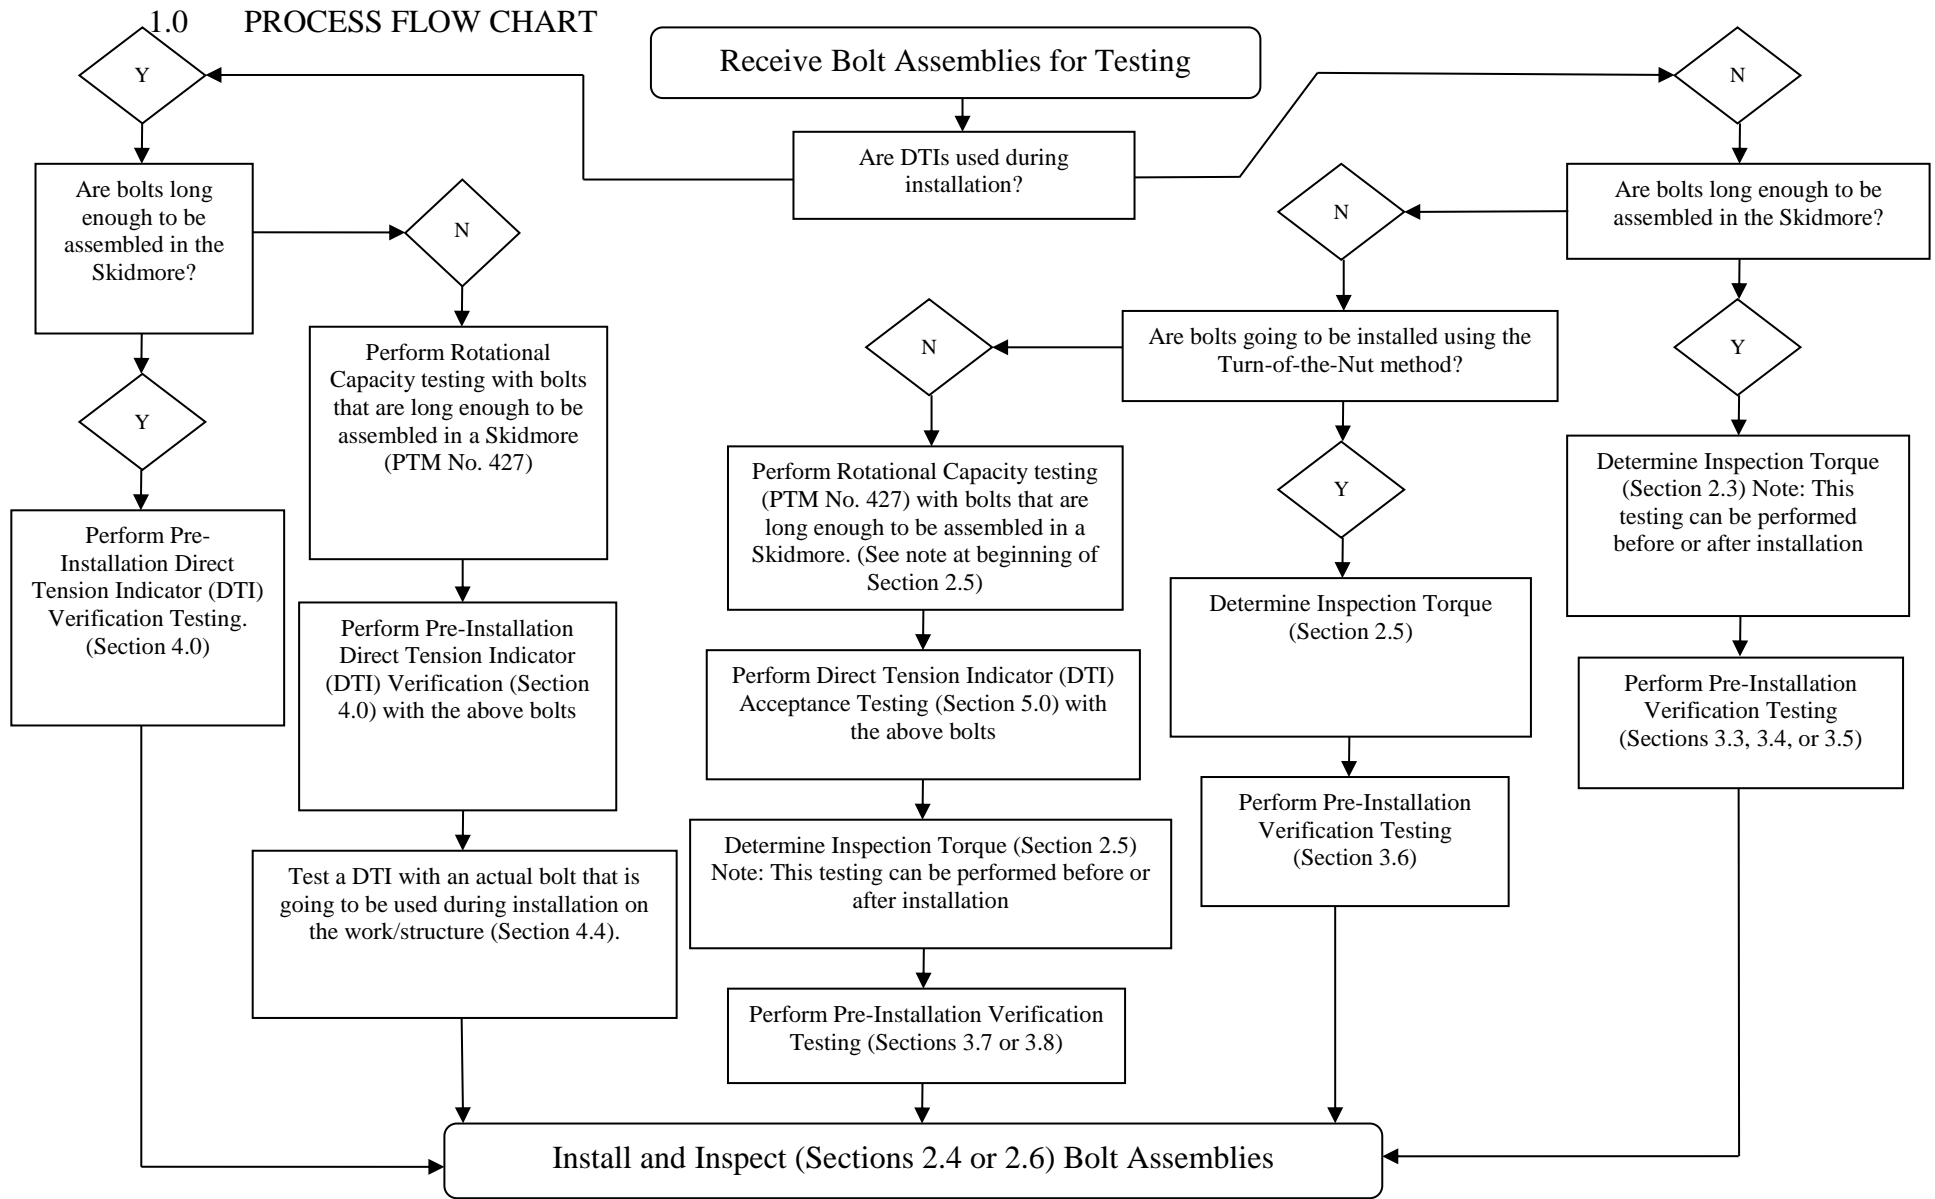 1.0 PROCESS FLOW CHART
Receive Bolt Assemblies for Testing
Y
N
Are DTIs used during
installation?
Are bolts long
enough to be
assembled in the
Skidmore?
N
N
Are bolts long enough to be
assembled in the Skidmore?
Y
Perform Rotational
Capacity testing with bolts
that are long enough to be
assembled in a Skidmore
(PTM No. 427)
N
Are bolts going to be installed using the
Turn-of-the-Nut method?
Y
Perform Pre-
Installation Direct
Tension Indicator (DTI)
Verification Testing.
(Section 4.0)
Perform Rotational Capacity testing
(PTM No. 427) with bolts that are
long enough to be assembled in a
Skidmore. (See note at beginning of
Section 2.5)
Y
Determine Inspection Torque
(Section 2.3) Note: This
testing can be performed
before or after installation
Perform Pre-Installation
Direct Tension Indicator
(DTI) Verification (Section
4.0) with the above bolts
Perform Direct Tension Indicator (DTI)
Acceptance Testing (Section 5.0) with
the above bolts
Determine Inspection Torque
(Section 2.5)
Perform Pre-Installation
Verification Testing
(Sections 3.3, 3.4, or 3.5)
Test a DTI with an actual bolt that is
going to be used during installation on
the work/structure (Section 4.4).
Determine Inspection Torque (Section 2.5)
Note: This testing can be performed before or
after installation
Perform Pre-Installation
Verification Testing
(Section 3.6)
Perform Pre-Installation Verification
Testing (Sections 3.7 or 3.8)
Install and Inspect (Sections 2.4 or 2.6) Bolt Assemblies